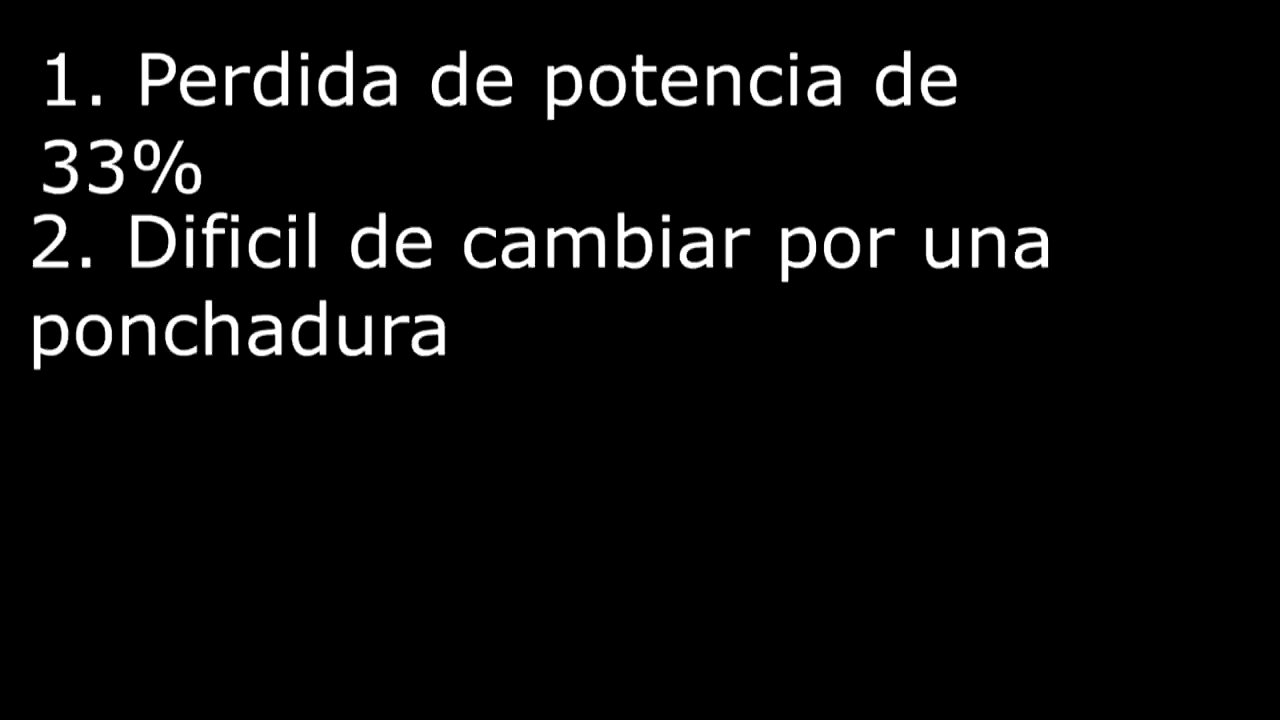 1. Perdida de potencia de
33%
2. Dificil de cambiar por una
ponchadura